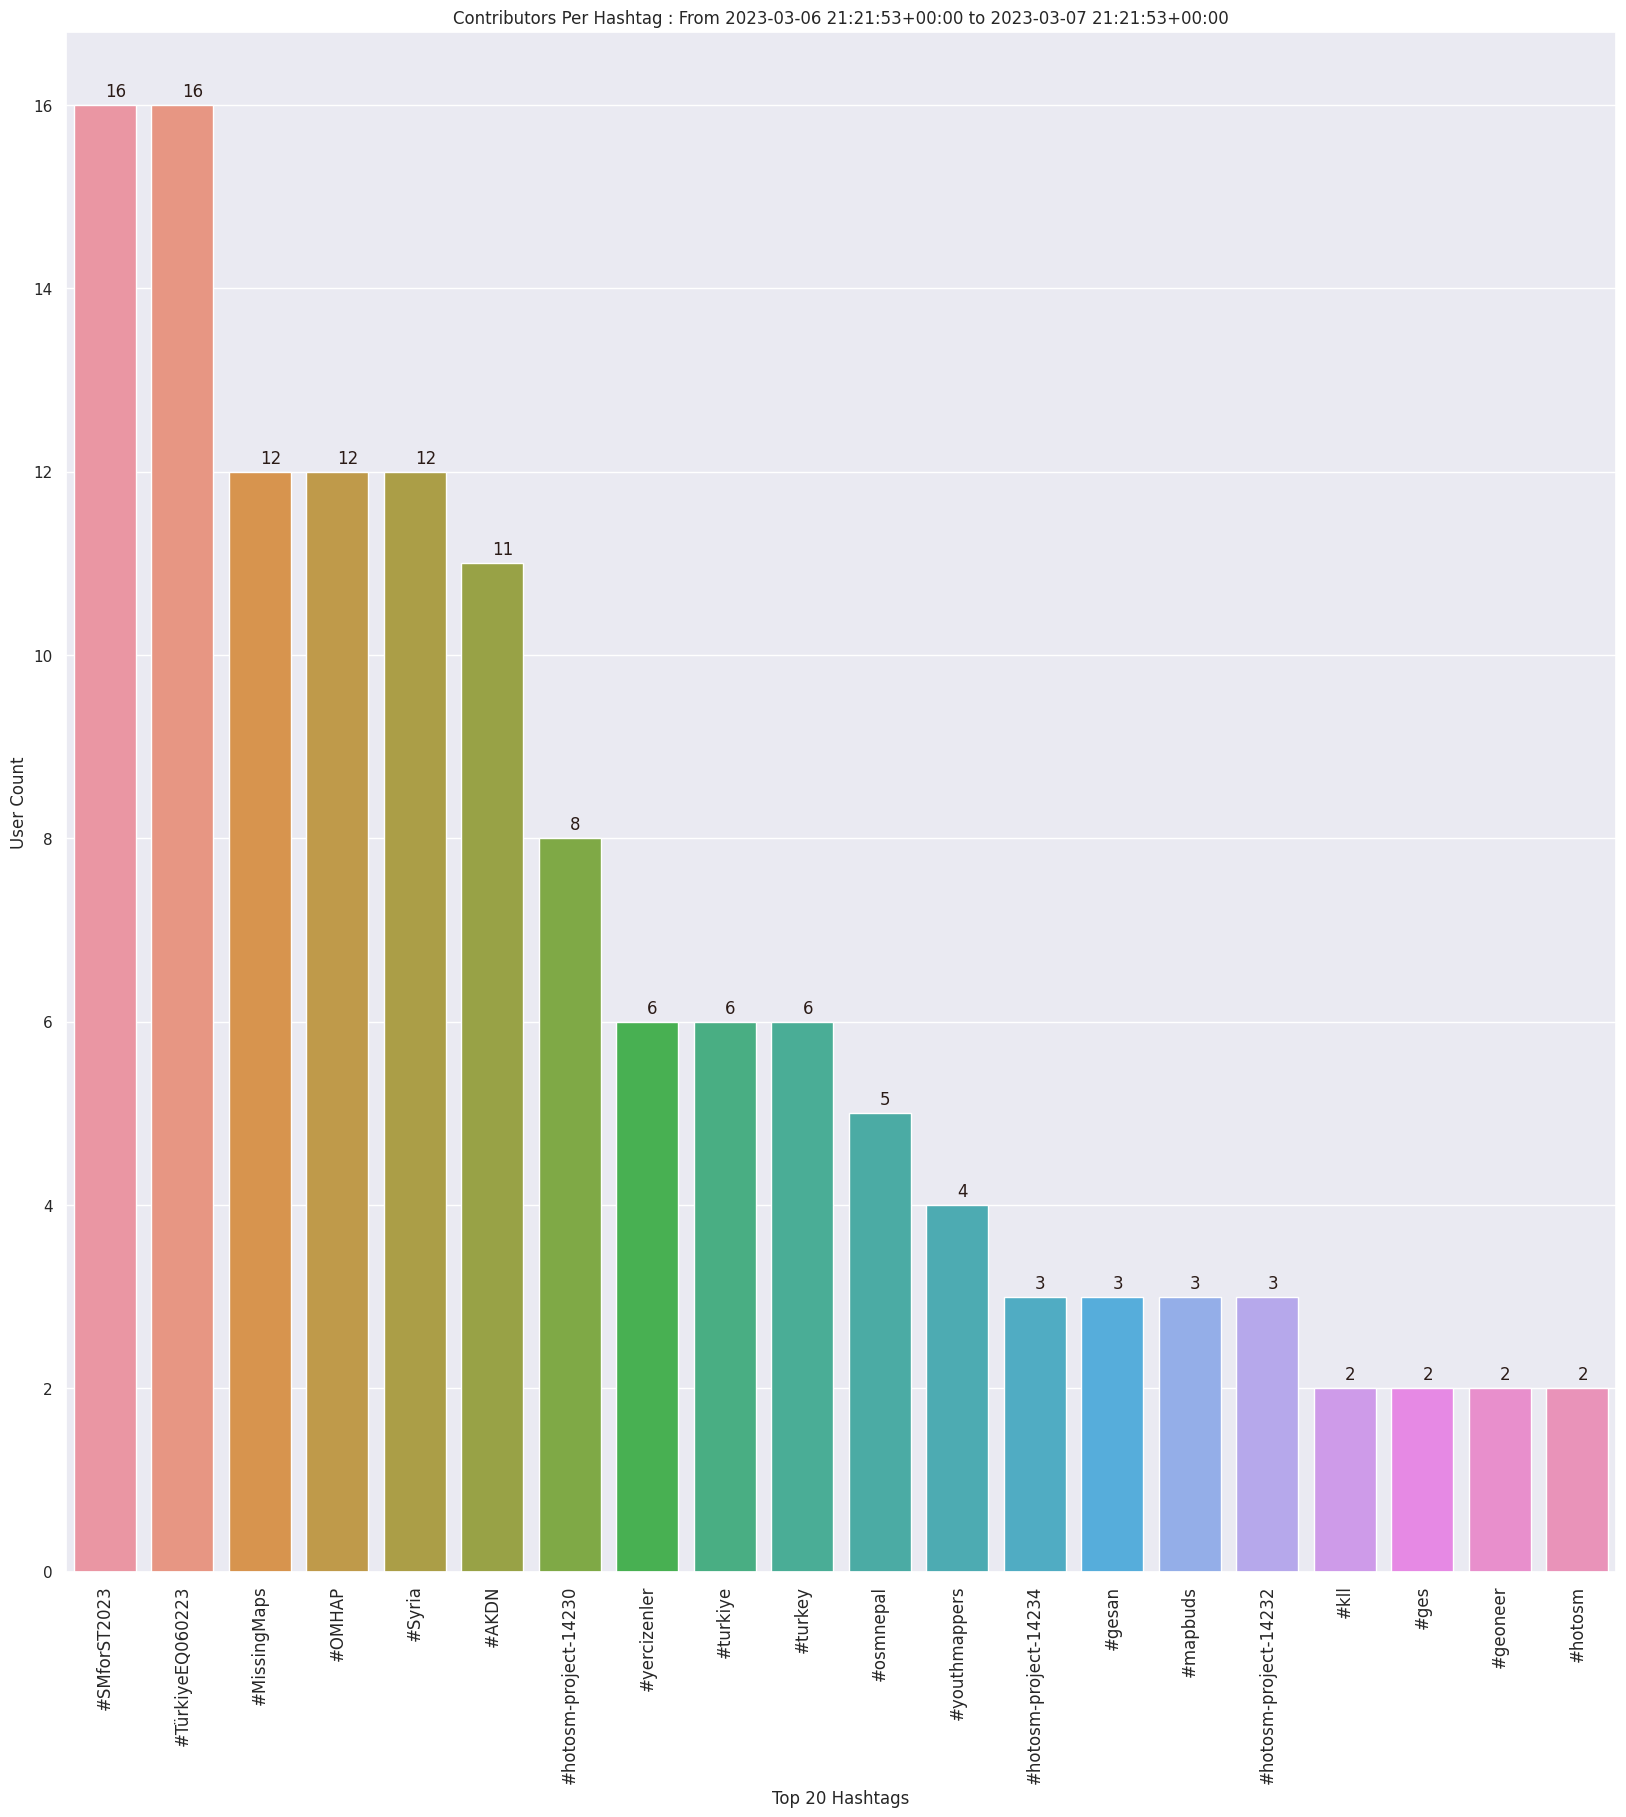 Contributors Per Hashtag : From 2023-03-06 21:21:53+00:00 to 2023-03-07 21:21:53+00:00
User Count
16
14
12
10
8
6
4
2
0
16
16
12
12
12
11
8
6
6
6
5
4
3
3
3
3
2
2
2
2
#SMforST2023
#TürkiyeEQ060223
#MissingMaps
#OMHAP
#Syria
#AKDN
#hotosm-project-14230
#yercizenler
#turkiye
#turkey
#osmnepal
#youthmappers
#hotosm-project-14234
#gesan
#mapbuds
#hotosm-project-14232
#kll
#ges
#geoneer
#hotosm
Top 20 Hashtags